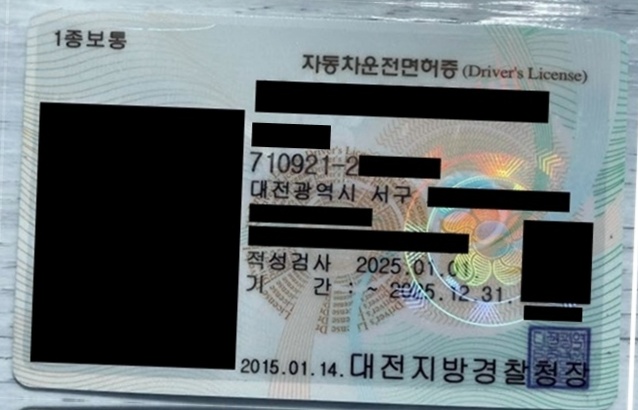 1종보통
자동차운전면허증 (Driver's License)
710921-2
대전광역시 서구
적성검사 2025.01.01.
기 간 : ~ 2025.12.31.
2015.01.14. 대전지방경찰청장